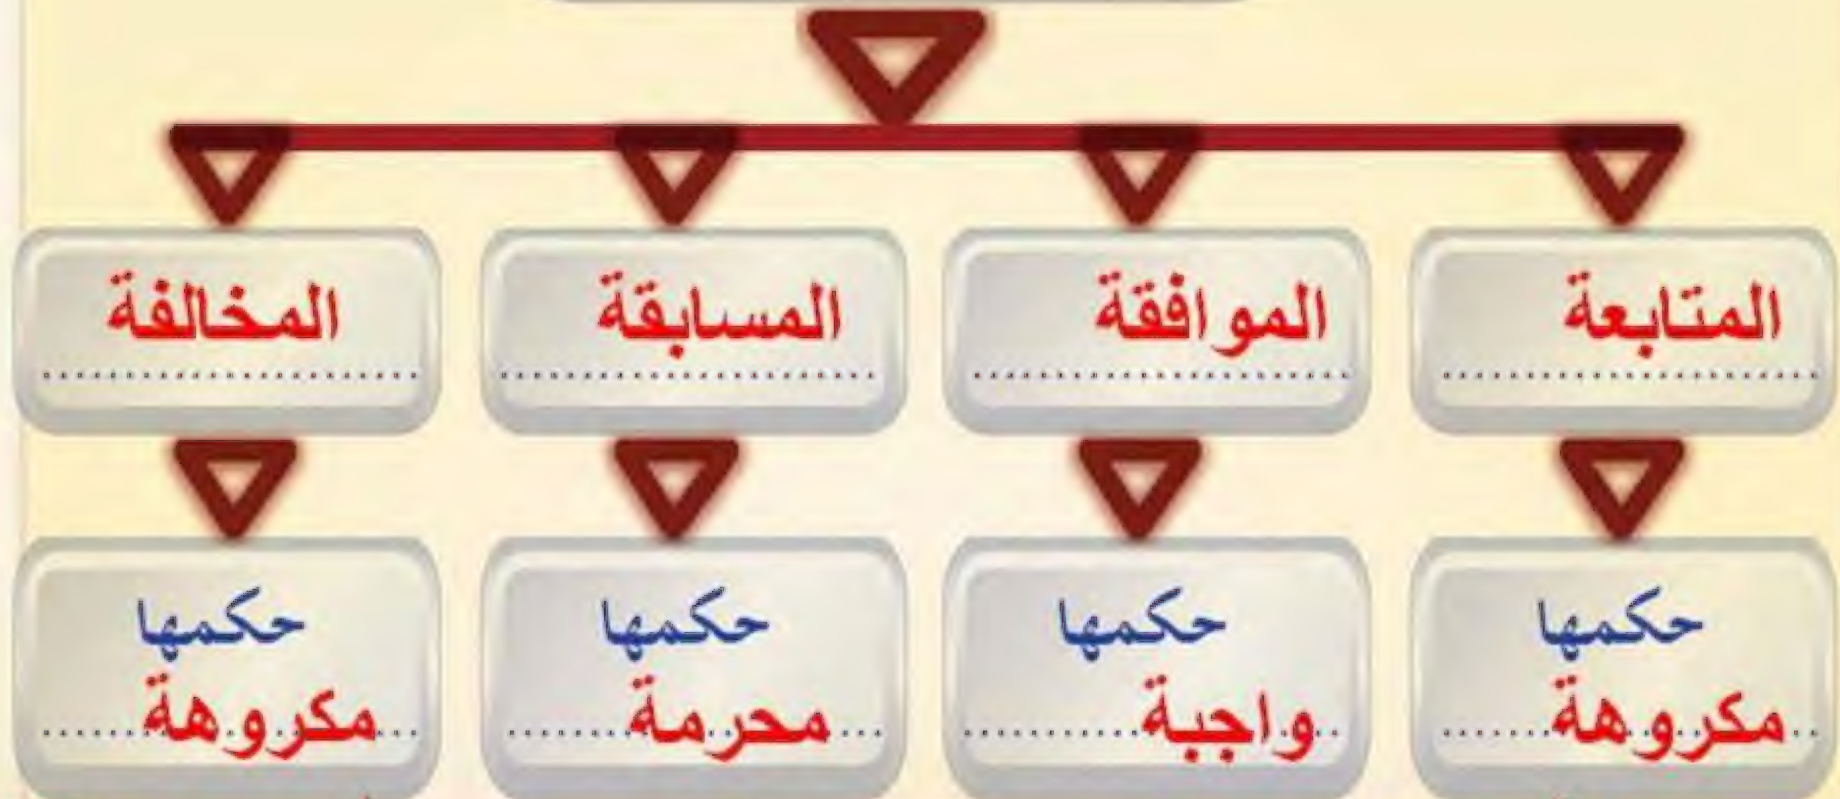 المتابعة
الموافقة
المسابقة
المخالفة
حكمها
مكروهة
حكمها
واجبة
حكمها
محرمة
حكمها
مكروهة